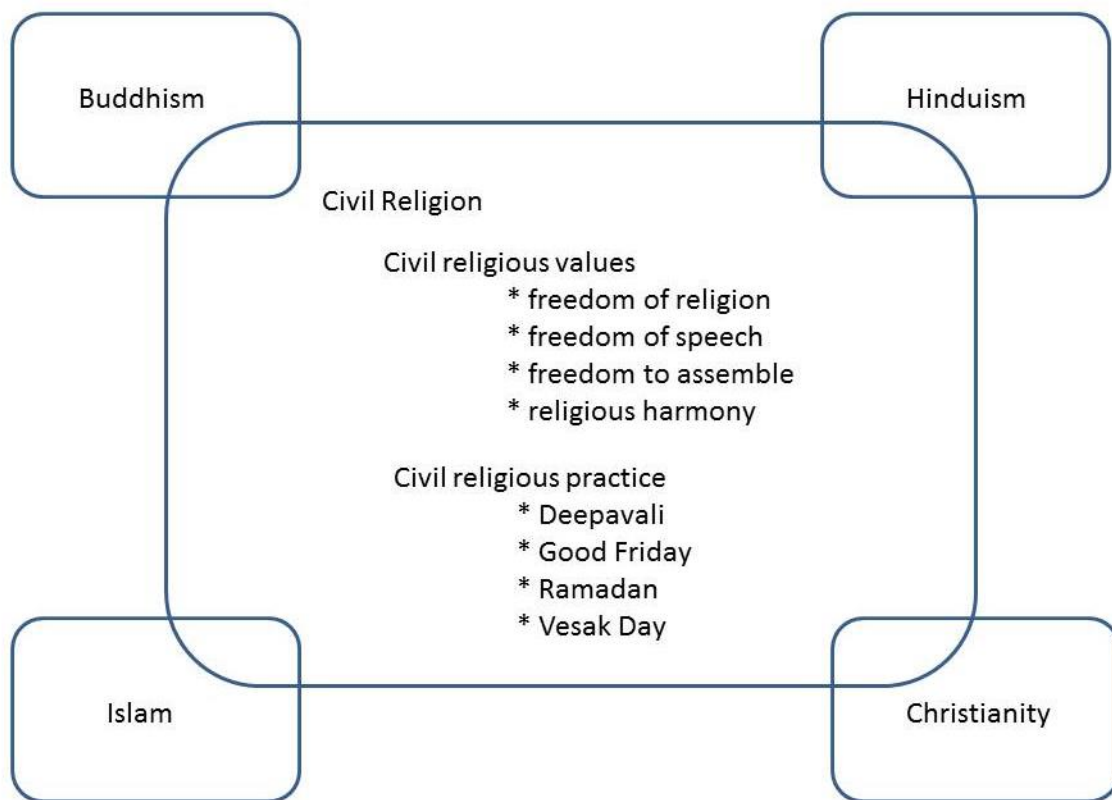 Buddhism
Hinduism
Civil Religion
Civil religious values
* freedom of religion
* freedom of speech
* freedom to assemble
* religious harmony
Civil religious practice
* Deepavali
* Good Friday
* Ramadan
* Vesak Day
Islam
Christianity